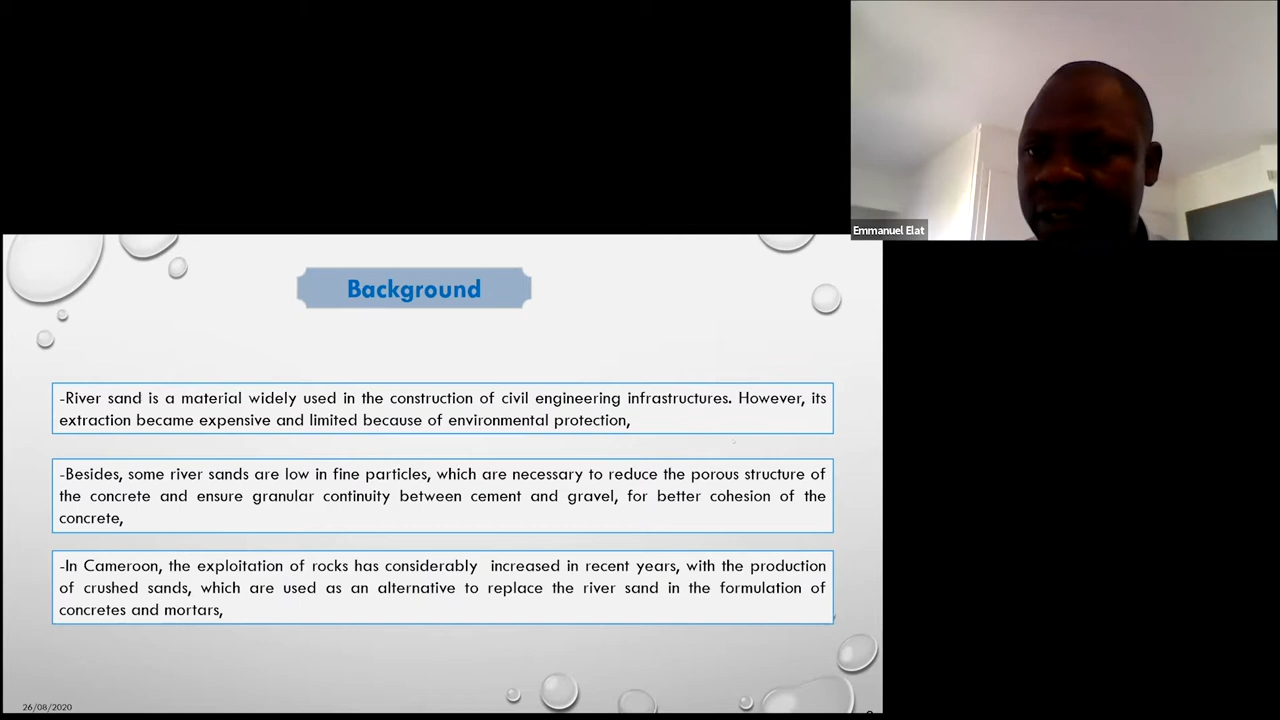 Emmanuel Elat
Background
-River sand is a material widely used in the construction of civil engineering infrastructures. However, its
extraction became expensive and limited because of environmental protection,
-Besides, some river sands are low in fine particles, which are necessary to reduce the porous structure of
the concrete and ensure granular continuity between cement and gravel, for better cohesion of the
concrete,
-In Cameroon, the exploitation of rocks has considerably increased in recent years, with the production
of crushed sands, which are used as an alternative to replace the river sand in the formulation of
concretes and mortars,
26/08/2020